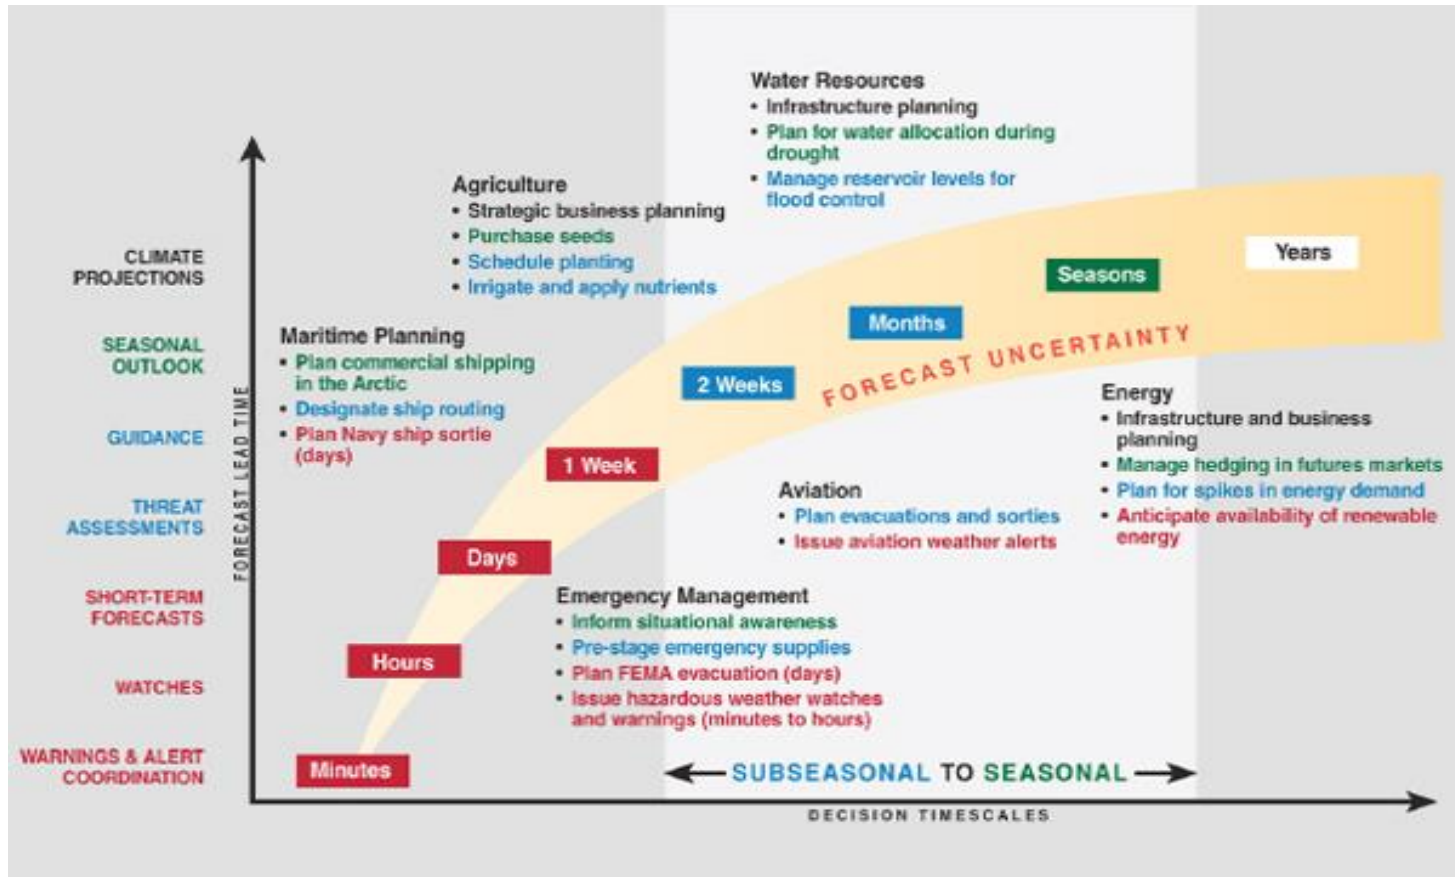 Water Resources
• Infrastructure planning
• Plan for water allocation during
drought
• Manage reservoir levels for
flood control
Agriculture
• Strategic business planning
• Purchase seeds
• Schedule planting
• Irrigate and apply nutrients
Maritime Planning
• Plan commercial shipping
in the Arctic
• Designate ship routing
• Plan Navy ship sortie
(days)
CLIMATE
PROJECTIONS
SEASONAL
OUTLOOK
GUIDANCE
THREAT
ASSESSMENTS
SHORT-TERM
FORECASTS
WATCHES
WARNINGS & ALERT
COORDINATION
FORECAST LEAD TIME
Years
Seasons
Months
2 Weeks
1 Week
Days
Hours
Minutes
FORECAST UNCERTAINTY
Energy
• Infrastructure and business
planning
• Manage hedging in futures markets
• Plan for spikes in energy demand
• Anticipate availability of renewable
energy
Aviation
• Plan evacuations and sorties
• Issue aviation weather alerts
Emergency Management
• Inform situational awareness
• Pre-stage emergency supplies
• Plan FEMA evacuation (days)
• Issue hazardous weather watches
and warnings (minutes to hours)
SUBSEASONAL TO SEASONAL
DECISION TIMESCALES